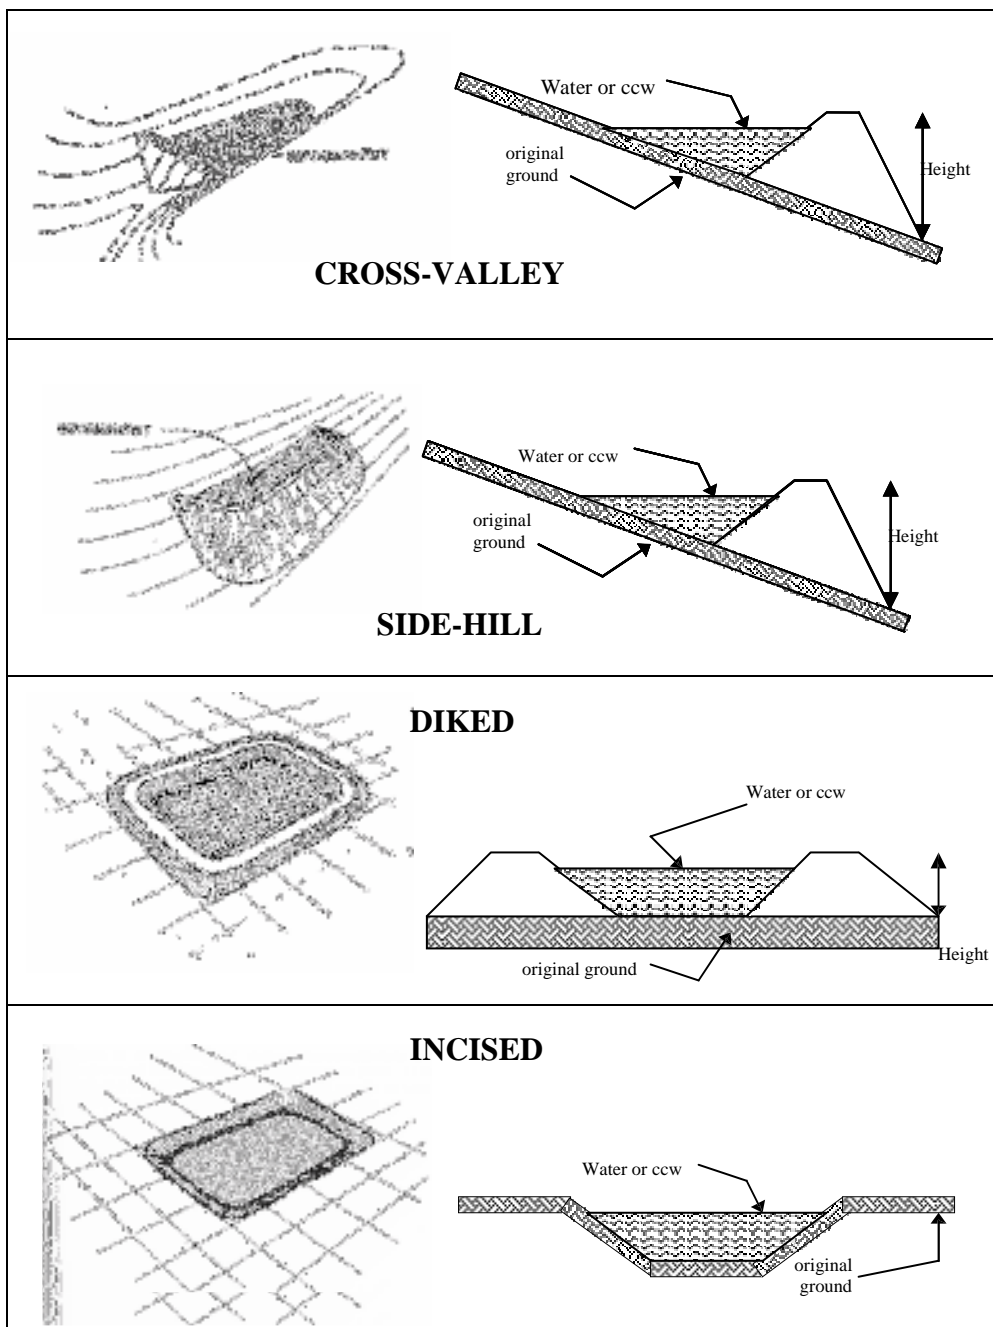 Water or ccw
original
ground
Height
CROSS-VALLEY
Water or ccw
original
ground
Height
SIDE-HILL
DIKED
Water or ccw
original ground
Height
INCISED
Water or ccw
original
ground